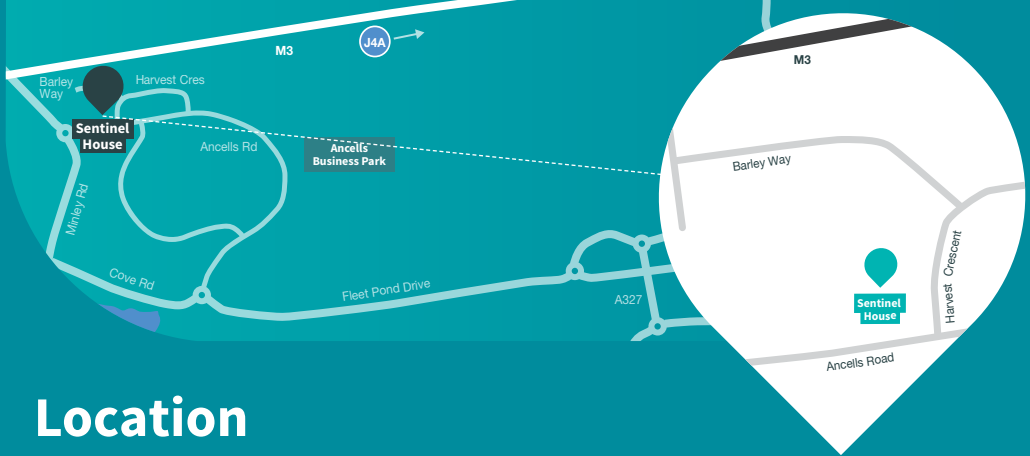 M3
J4A
Barley
Way
Harvest Cres
Sentinel
House
Ancells Rd
Ancells
Business Park
Minley Rd
Cove Rd
Fleet Pond Drive
A327
M3
Barley Way
Harvest Crescent
Sentinel
House
Ancells Road
Location